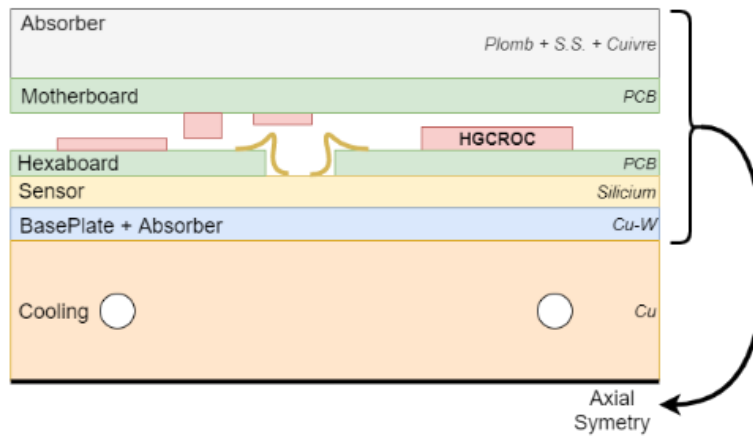 Absorber
Plomb + S.S. + Cuivre
Motherboard
PCB
HGCROC
Hexaboard
PCB
Sensor
Silicium
BasePlate + Absorber
Cu-W
Cooling
Cu
Axial
Symetry